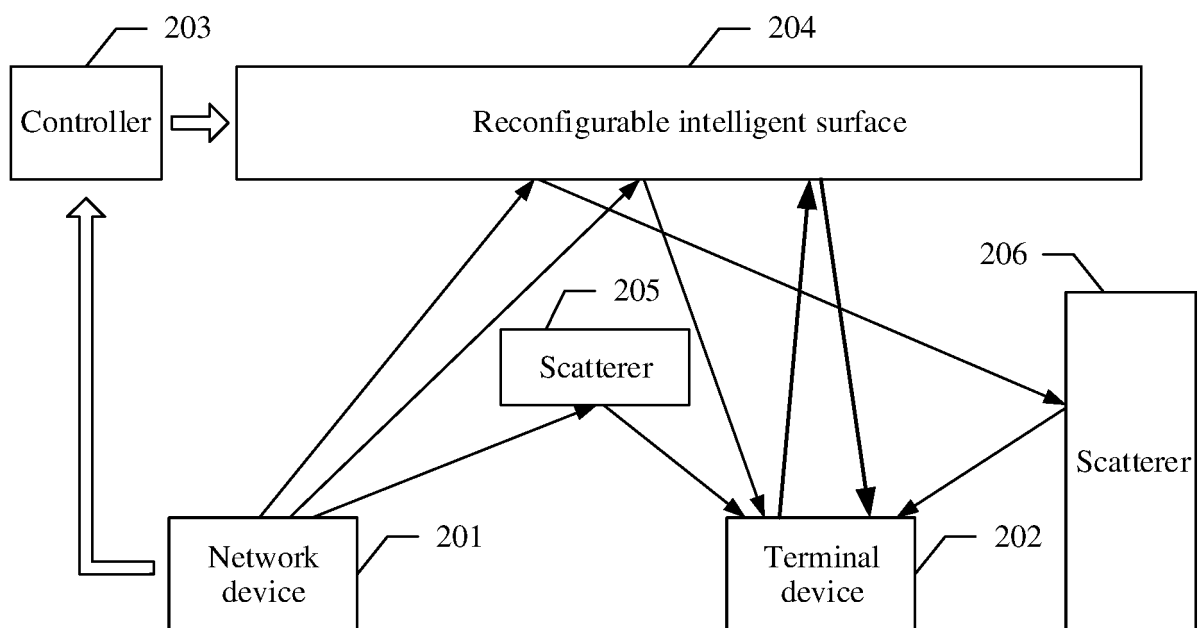 203
204
Controller
Reconfigurable intelligent surface
206
205
Scatterer
Scatterer
201
202
Network
device
Terminal
device